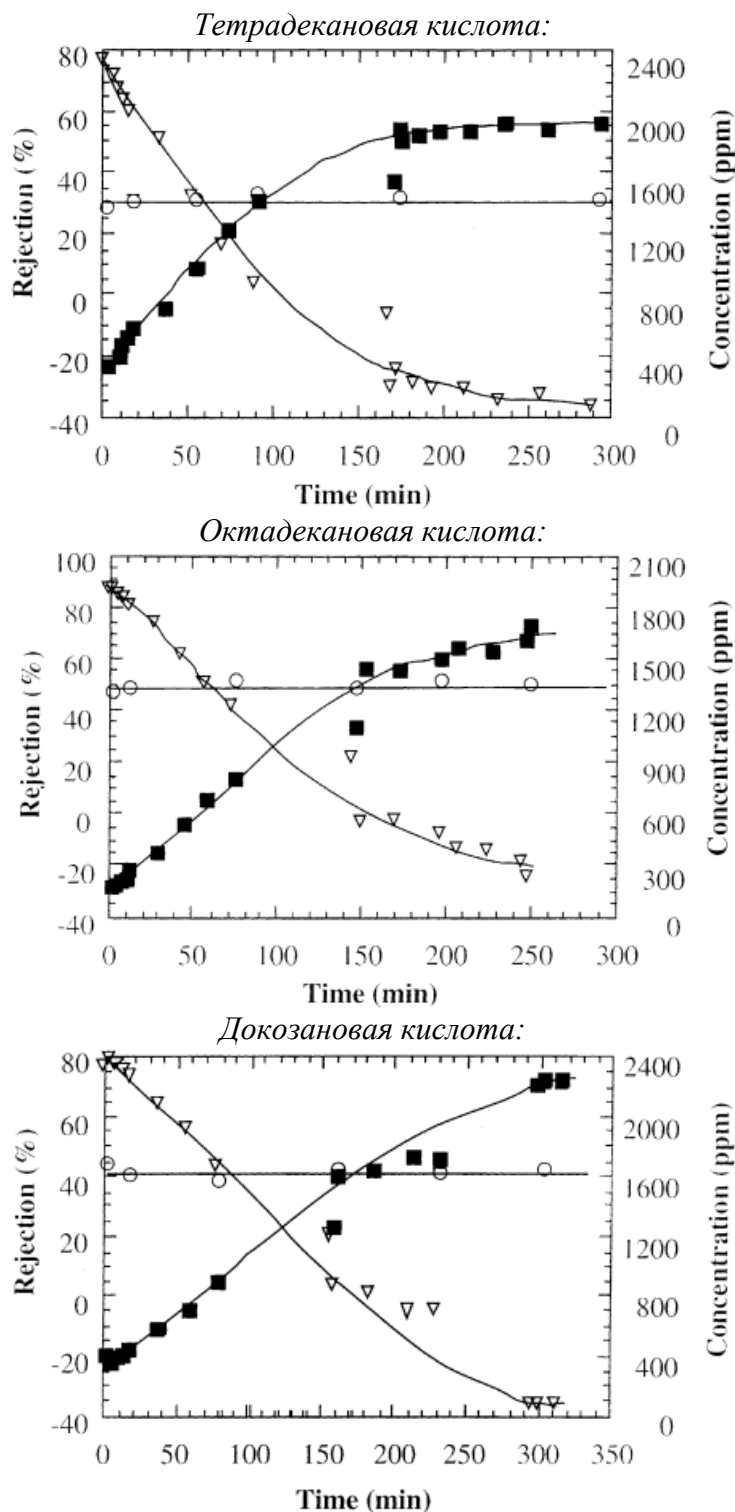 Тетрадекановая кислота:
80
60
40
20
0
-20
-40
Rejection (%)
2400
2000
1600
1200
800
400
0
Concentration (ppm)
0 50 100 150 200 250 300
Time (min)
Октадекановая кислота:
100
80
60
40
20
0
-20
-40
Rejection (%)
2100
1800
1500
1200
900
600
300
0
Concentration (ppm)
0 50 100 150 200 250 300
Time (min)
Докозановая кислота:
80
60
40
20
0
-20
-40
Rejection (%)
2400
2000
1600
1200
800
400
0
Concentration (ppm)
0 50 100 150 200 250 300 350
Time (min)